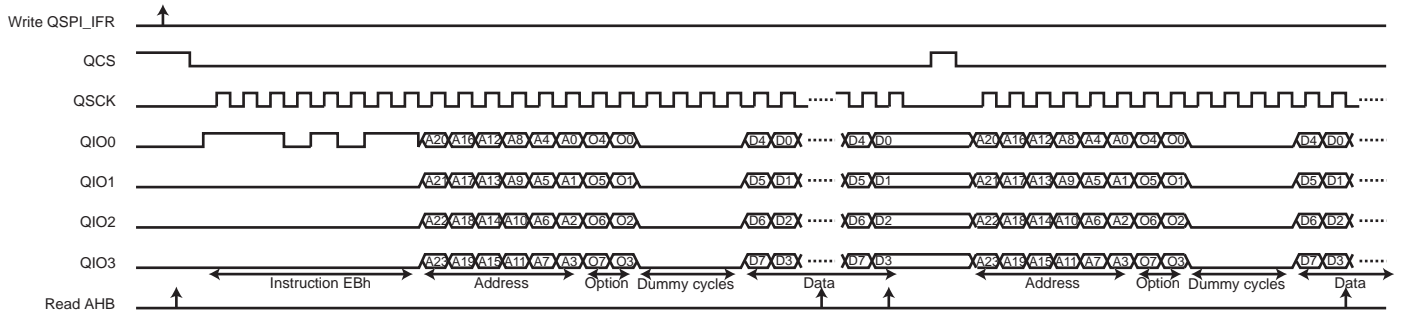 Write QSPI_IFR
QCS
QSCK
QIO0 A20 A16 A12 A8 A4 A0 O4 O0 D4 D0 D4 D0 A20 A16 A12 A8 A4 A0 O4 O0 D4 D0
QIO1 A21 A17 A13 A9 A5 A1 O5 O1 D5 D1 D5 D1 A21 A17 A13 A9 A5 A1 O5 O1 D5 D1
QIO2 A22 A18 A14 A10 A6 A2 O6 O2 D6 D2 D6 D2 A22 A18 A14 A10 A6 A2 O6 O2 D6 D2
QIO3 A23 A19 A15 A11 A7 A3 O7 O3 D7 D3 D7 D3 A23 A19 A15 A11 A7 A3 O7 O3 D7 D3
Instruction EBh Address Option Dummy cycles Data Address Option Dummy cycles Data
Read AHB